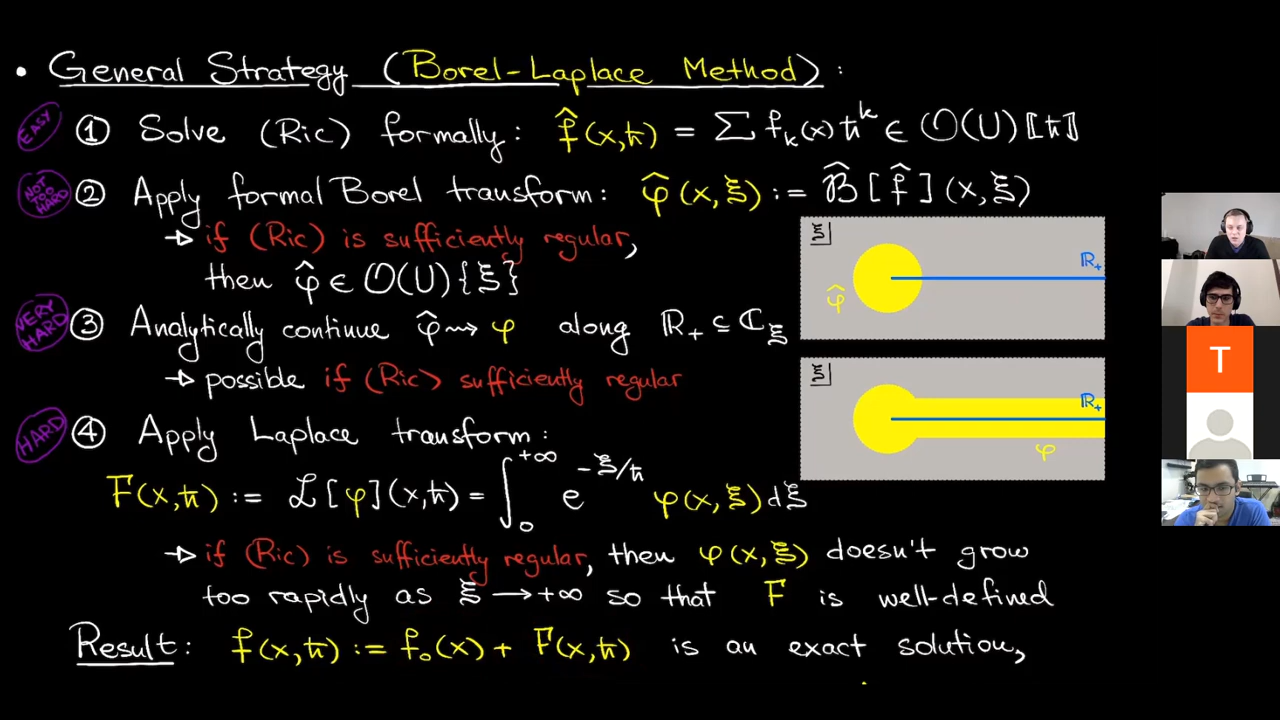 • General Strategy (Borel-Laplace Method):
EASY ① Solve (Ric) formally: f̂(x,ħ) = ∑ fₖ(x)ħᵏ ∈ 𝒪(U)⟦ħ⟧
NOT TOO HARD ② Apply formal Borel transform: φ̂(x,ξ) := 𝔅̂[f̂](x,ξ)
→ if (Ric) is sufficiently regular,
then φ̂ ∈ 𝒪(U){ξ}
ξ
ℝ₊
φ̂
VERY HARD ③ Analytically continue φ̂ ⇝ φ along ℝ₊ ⊆ ℂ_ξ
→ possible if (Ric) sufficiently regular
ξ
ℝ₊
φ
HARD ④ Apply Laplace transform:
F(x,ħ) := ℒ[φ](x,ħ) = ∫₀^{+∞} e^{-ξ/ħ} φ(x,ξ)dξ
→ if (Ric) is sufficiently regular, then φ(x,ξ) doesn't grow
too rapidly as ξ → +∞ so that F is well-defined
Result: f(x,ħ) := f₀(x) + F(x,ħ) is an exact solution,
T